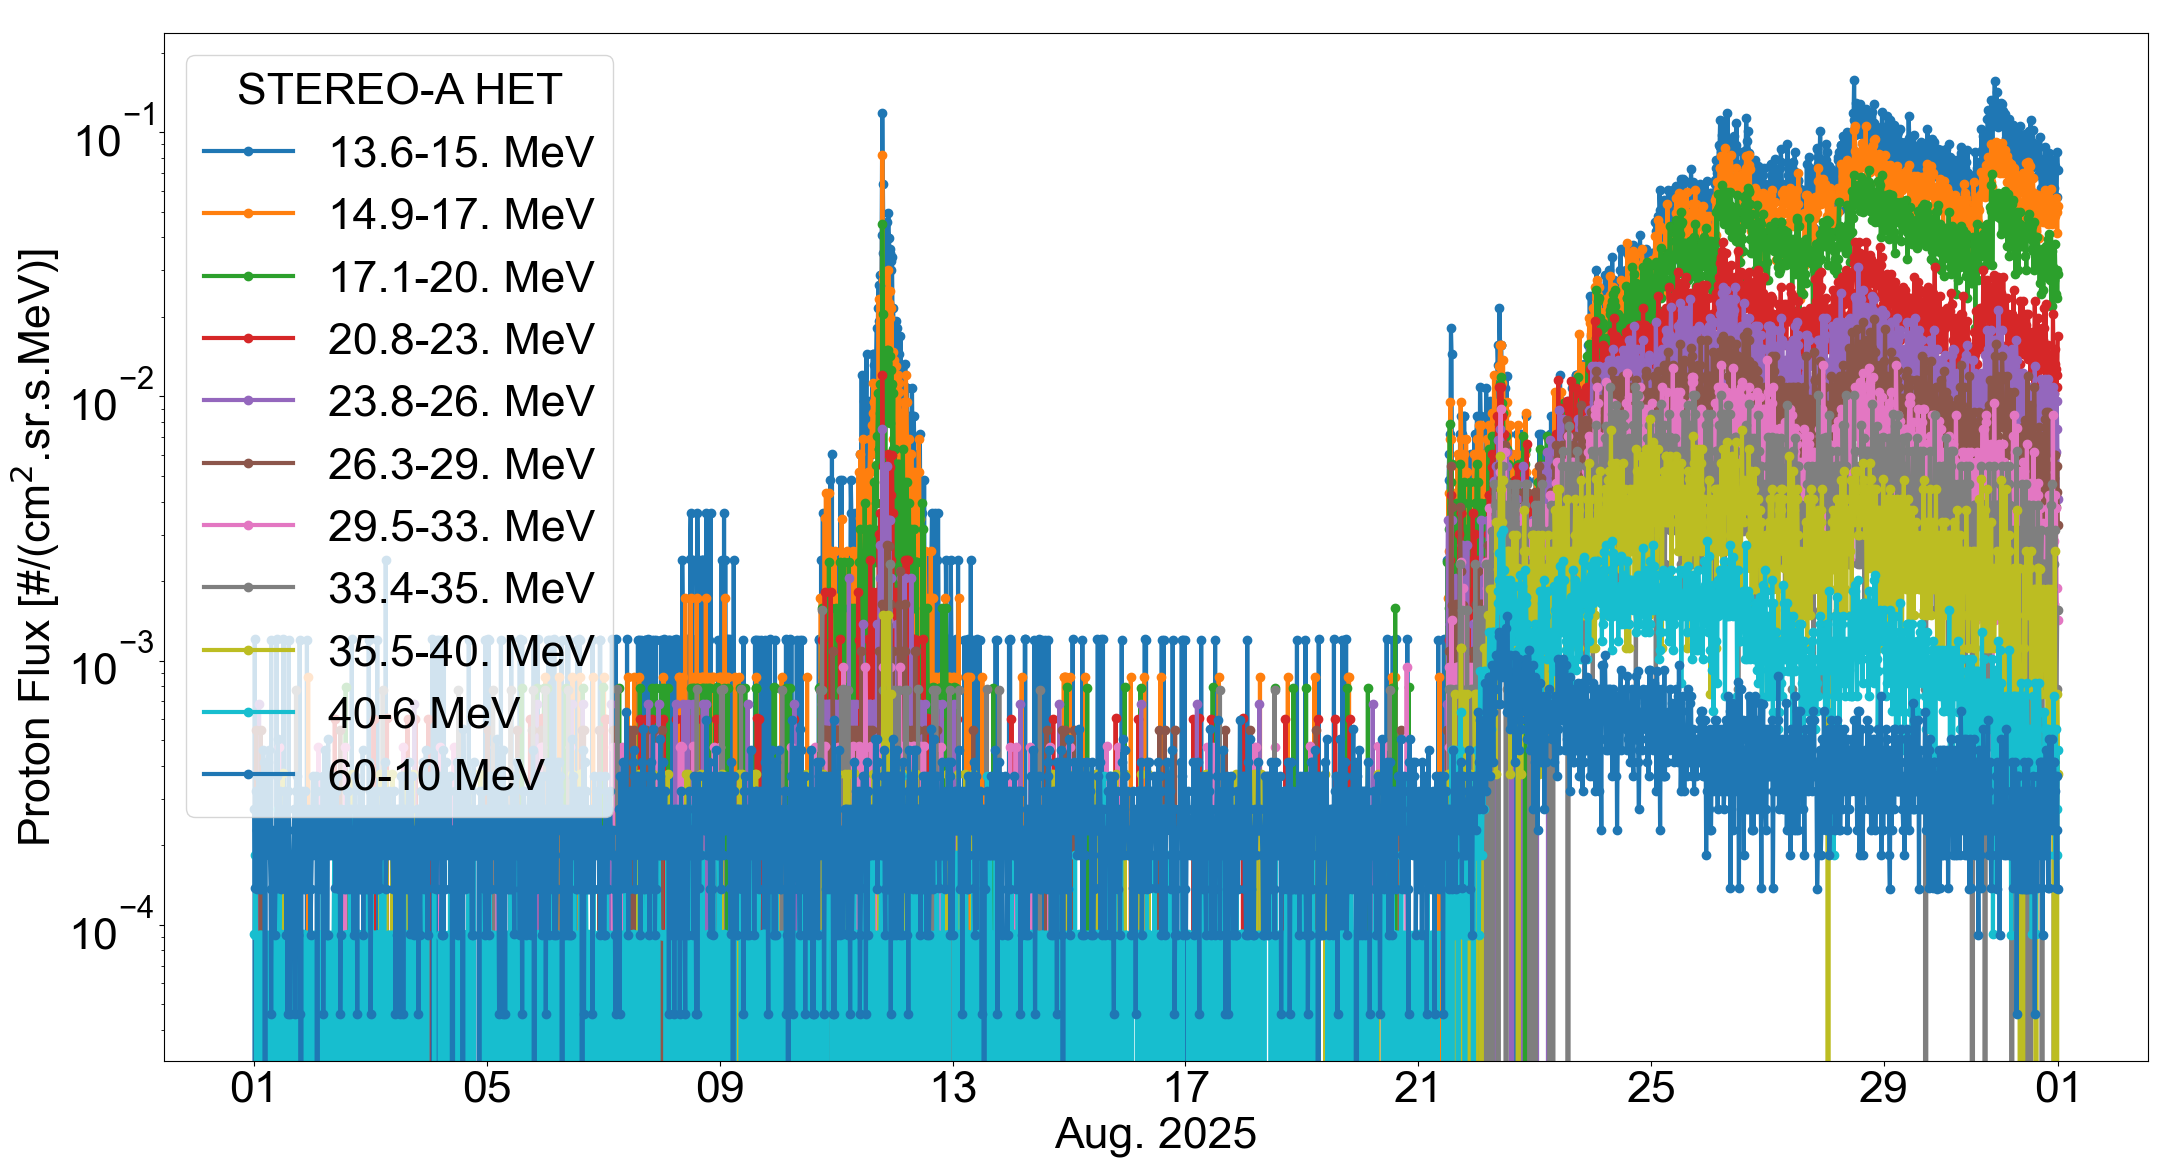 STEREO-A HET
13.6-15. MeV
14.9-17. MeV
17.1-20. MeV
20.8-23. MeV
23.8-26. MeV
26.3-29. MeV
29.5-33. MeV
33.4-35. MeV
35.5-40. MeV
40-6 MeV
60-10 MeV
Proton Flux [#/(cm².sr.s.MeV)]
10⁻¹
10⁻²
10⁻³
10⁻⁴
01 05 09 13 17 21 25 29 01
Aug. 2025